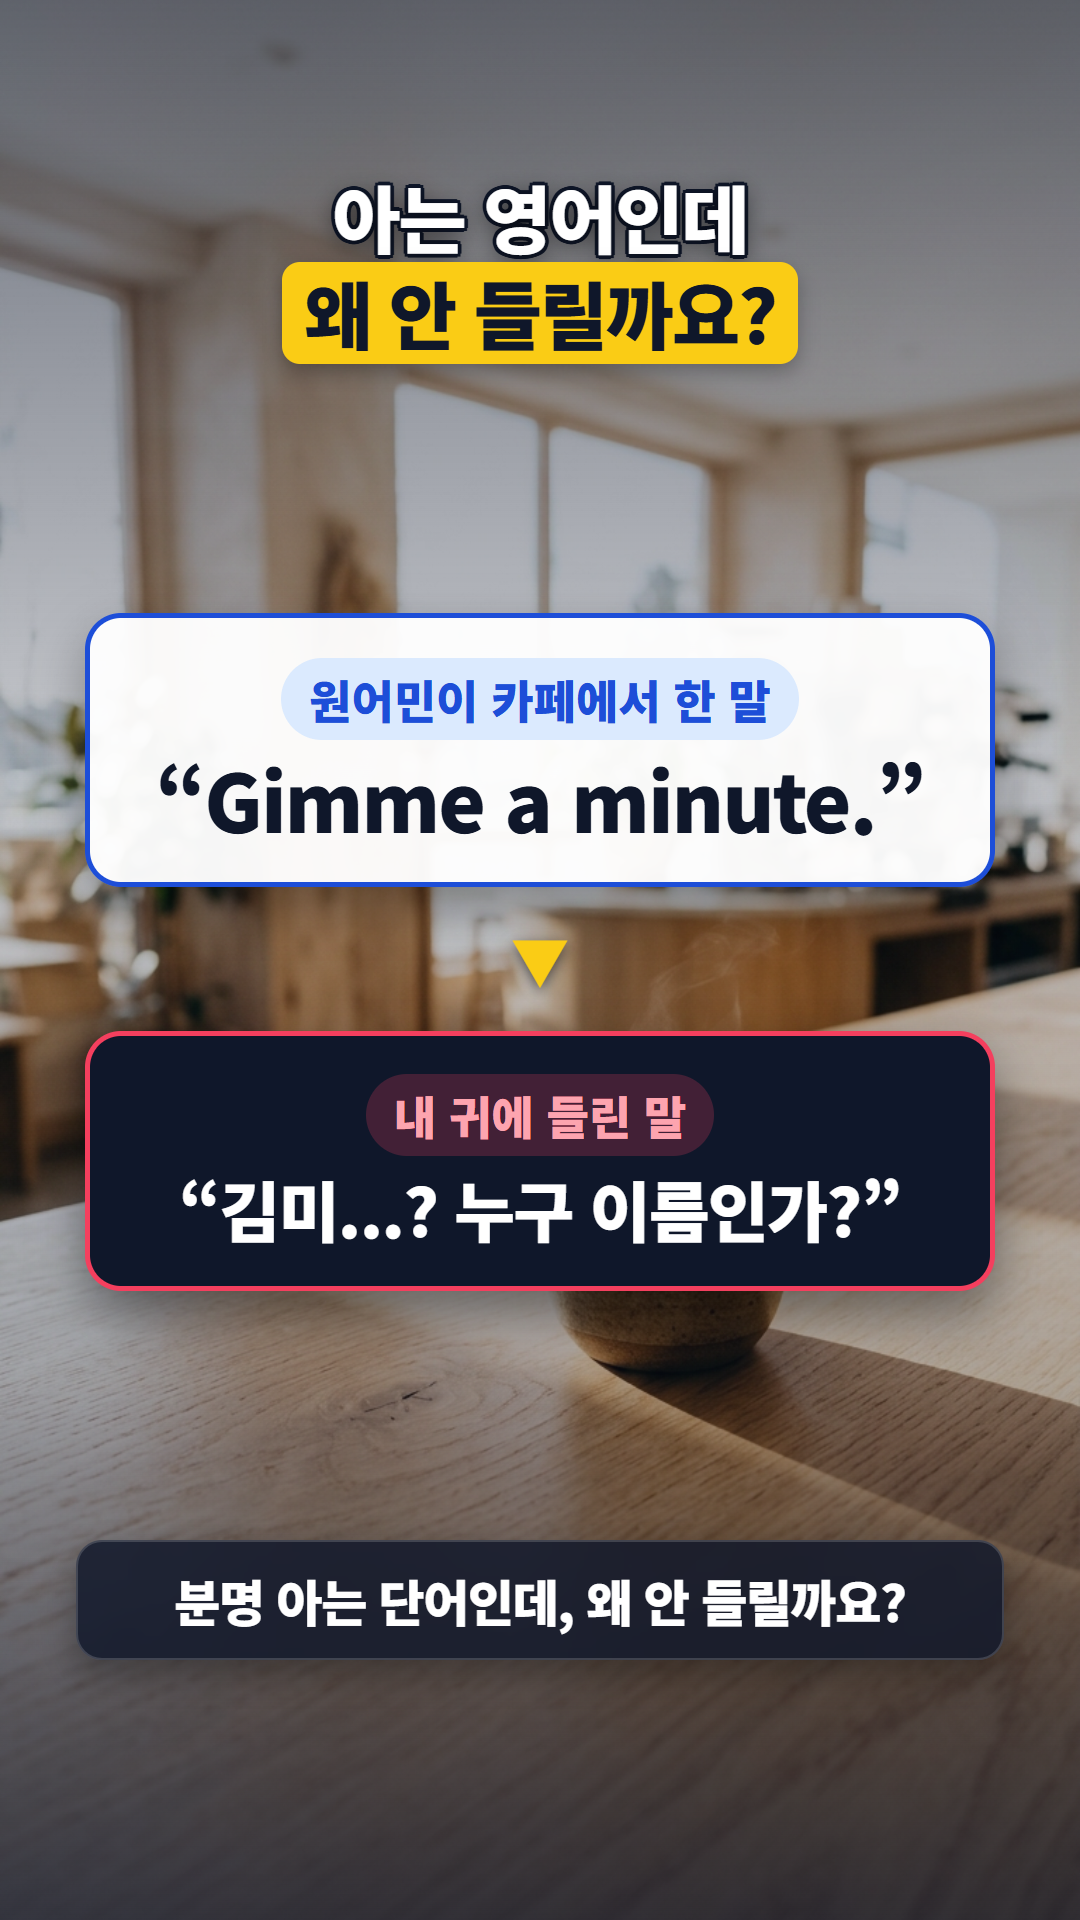 아는 영어인데
왜 안 들릴까요?
원어민이 카페에서 한 말
“Gimme a minute.”
내 귀에 들린 말
“김미...? 누구 이름인가?”
분명 아는 단어인데, 왜 안 들릴까요?